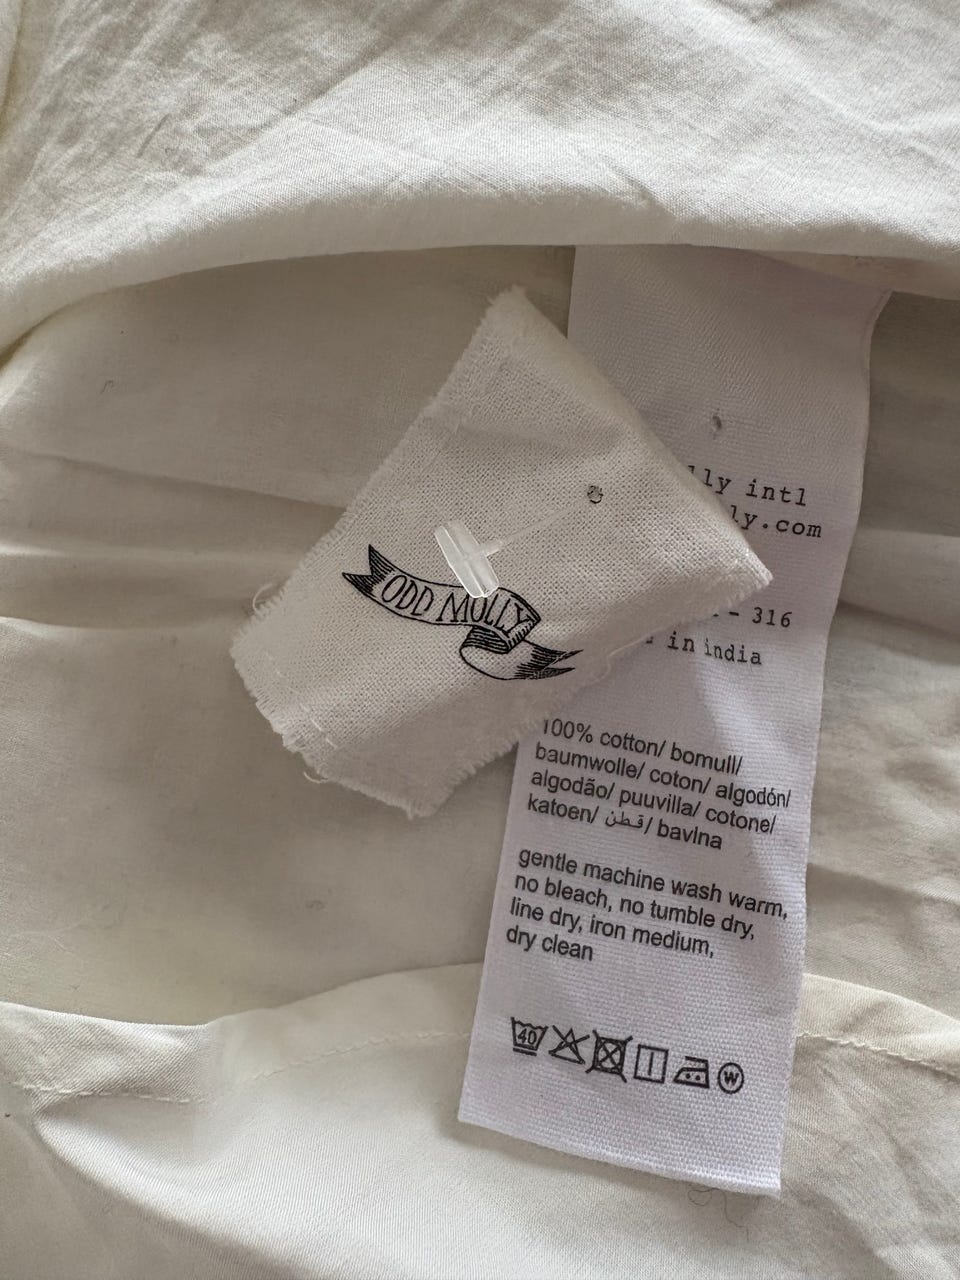 ODD MOLLY
lly intl
ly.com
- 316
in india
100% cotton/ bomull/
baumwolle/ coton/ algodón/
algodão/ puuvilla/ cotone/
katoen/ قطن/ bavlna
gentle machine wash warm,
no bleach, no tumble dry,
line dry, iron medium,
dry clean
40
W